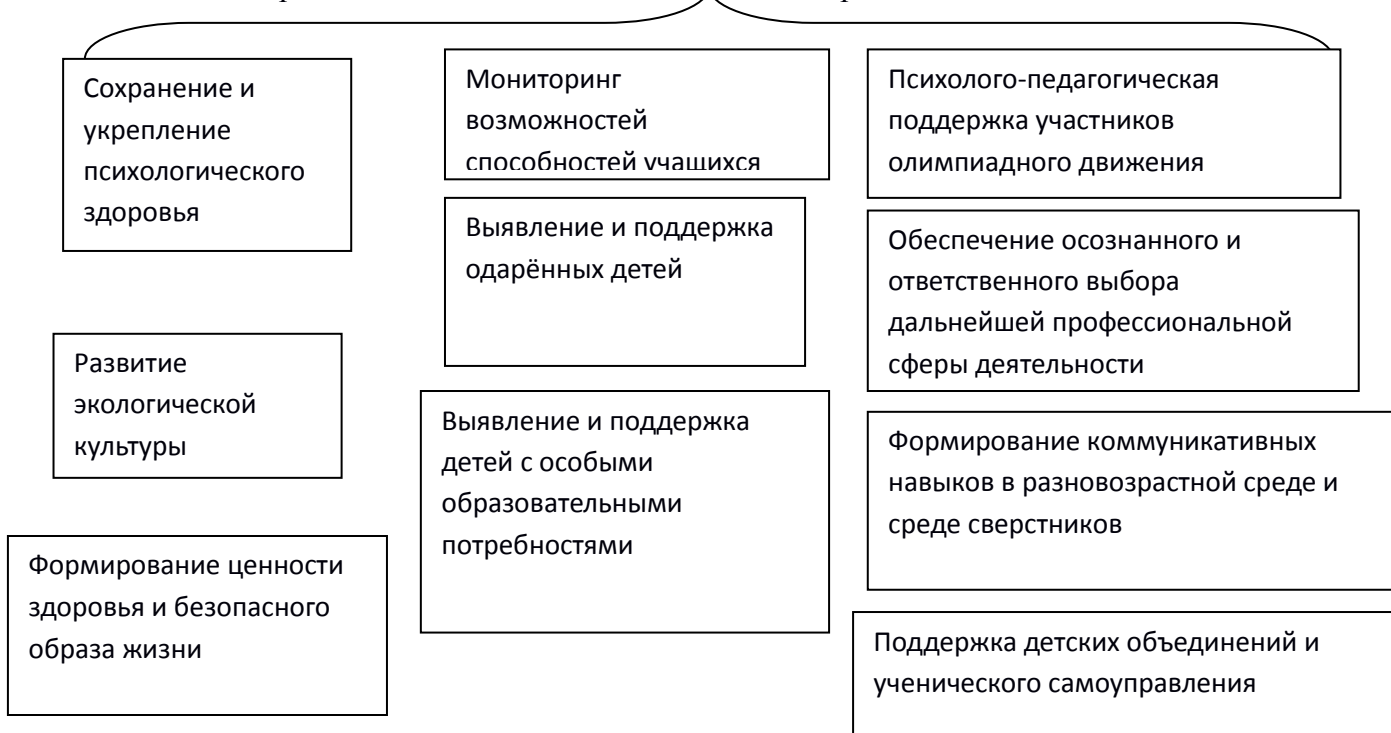 Сохранение и
укрепление
психологического
здоровья
Развитие
экологической
культуры
Формирование ценности
здоровья и безопасного
образа жизни
Мониторинг
возможностей
способностей учащихся
Выявление и поддержка
одарённых детей
Выявление и поддержка
детей с особыми
образовательными
потребностями
Психолого-педагогическая
поддержка участников
олимпиадного движения
Обеспечение осознанного и
ответственного выбора
дальнейшей профессиональной
сферы деятельности
Формирование коммуникативных
навыков в разновозрастной среде и
среде сверстников
Поддержка детских объединений и
ученического самоуправления